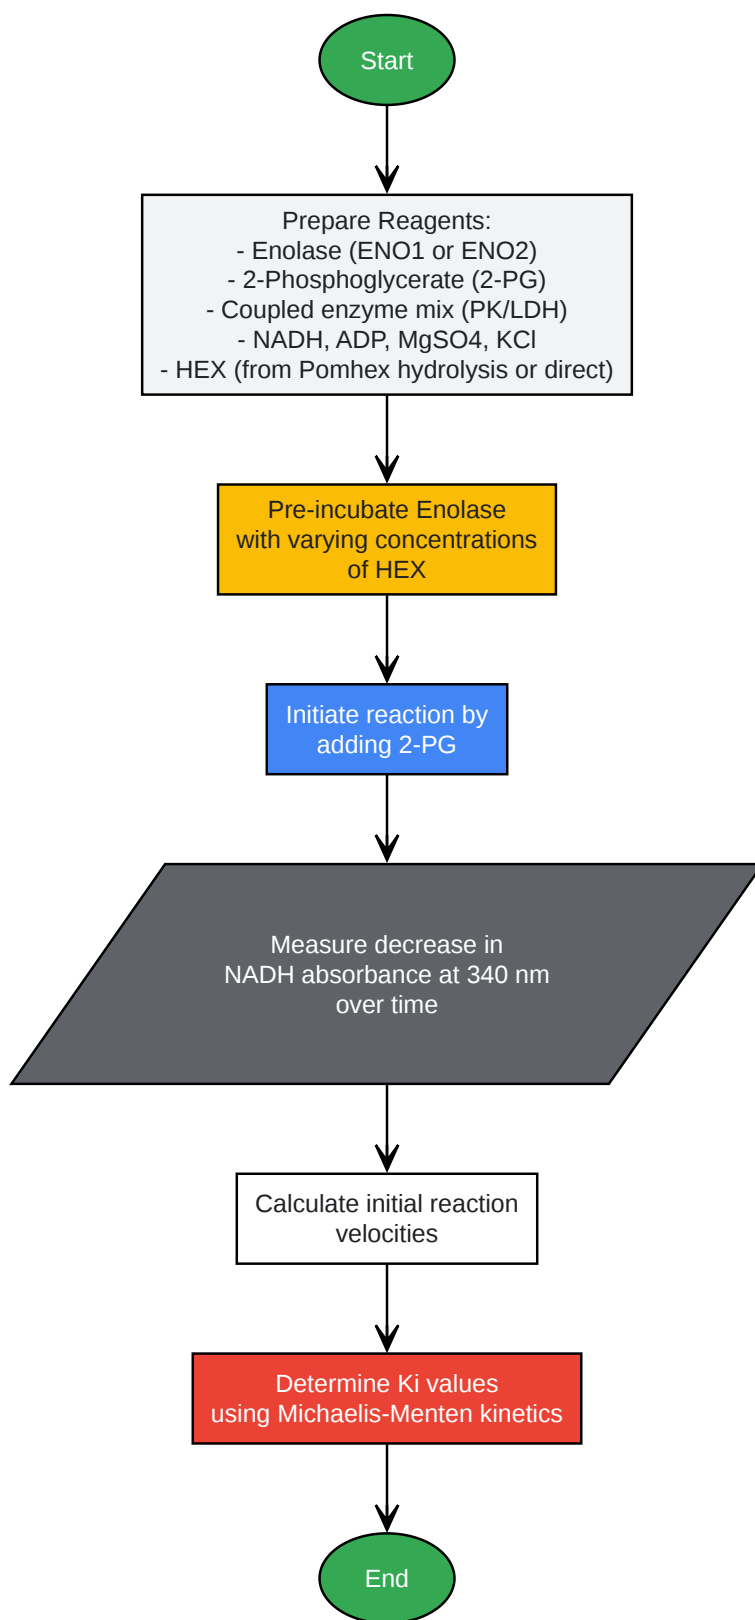 Start
Prepare Reagents:
- Enolase (ENO1 or ENO2)
- 2-Phosphoglycerate (2-PG)
- Coupled enzyme mix (PK/LDH)
- NADH, ADP, MgSO4, KCl
- HEX (from Pomhex hydrolysis or direct)
Pre-incubate Enolase
with varying concentrations
of HEX
Initiate reaction by
adding 2-PG
Measure decrease in
NADH absorbance at 340 nm
over time
Calculate initial reaction
velocities
Determine Ki values
using Michaelis-Menten kinetics
End